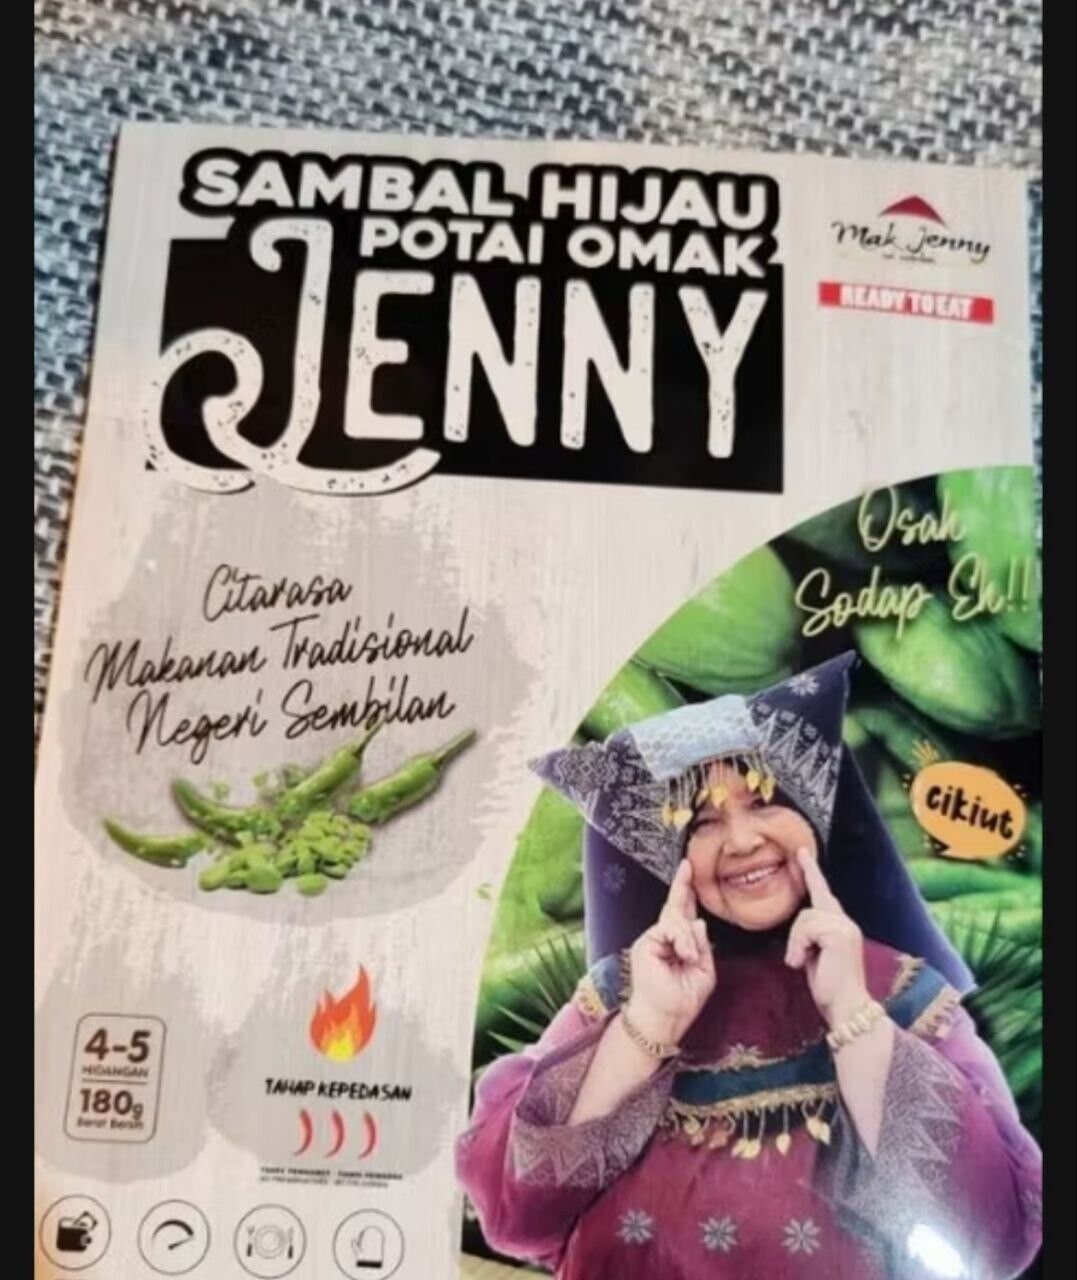 SAMBAL HIJAU
POTAI OMAK
JENNY
Mak Jenny
READY TO EAT
Osah
Sodap Eh!!
Citarasa
Makanan Tradisional
Negeri Sembilan
cikiut
4-5
HIDANGAN
180g
Berat Bersih
TAHAP KEPEDASAN